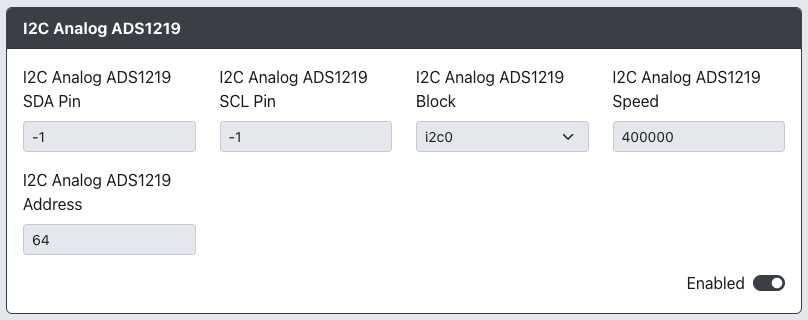 I2C Analog ADS1219
I2C Analog ADS1219 SDA Pin
-1
I2C Analog ADS1219 SCL Pin
-1
I2C Analog ADS1219 Block
i2c0
I2C Analog ADS1219 Speed
400000
I2C Analog ADS1219 Address
64
Enabled